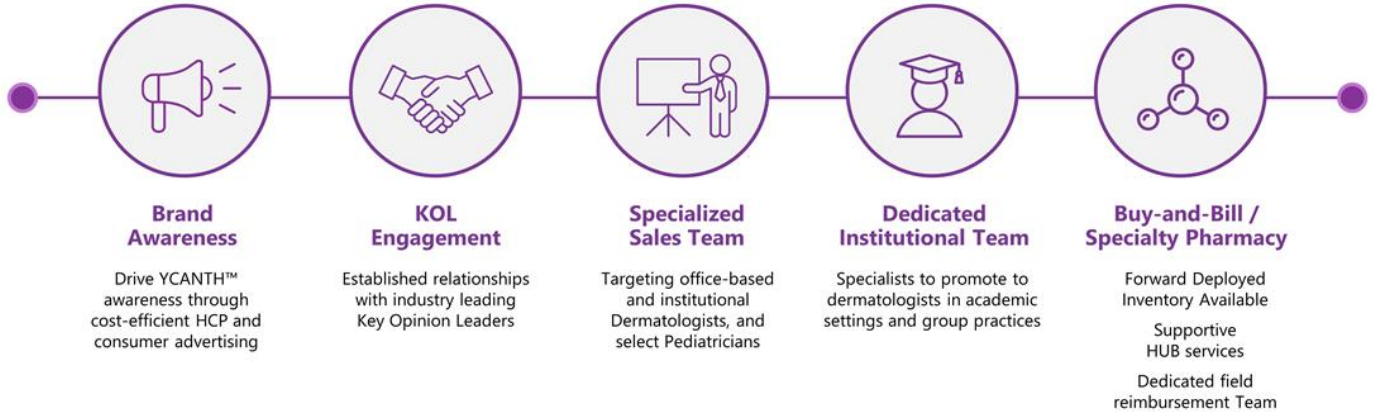 Brand
Awareness
Drive YCANTH™
awareness through
cost-efficient HCP and
consumer advertising
KOL
Engagement
Established relationships
with industry leading
Key Opinion Leaders
Specialized
Sales Team
Targeting office-based
and institutional
Dermatologists, and
select Pediatricians
Dedicated
Institutional Team
Specialists to promote to
dermatologists in academic
settings and group practices
Buy-and-Bill /
Specialty Pharmacy
Forward Deployed
Inventory Available
Supportive
HUB services
Dedicated field
reimbursement Team